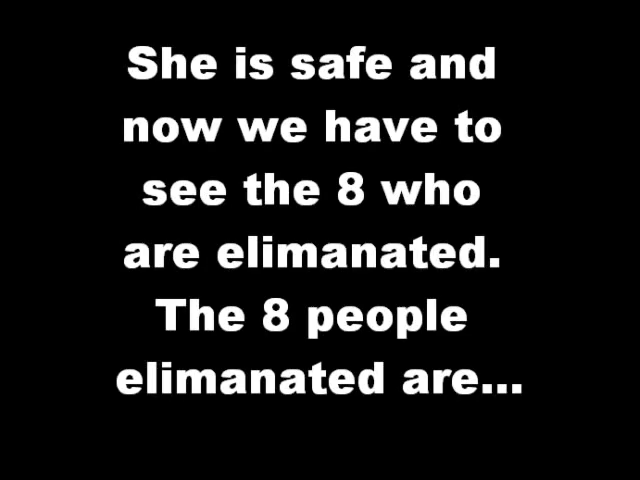 She is safe and
now we have to
see the 8 who
are elimanated.
The 8 people
elimanated are...